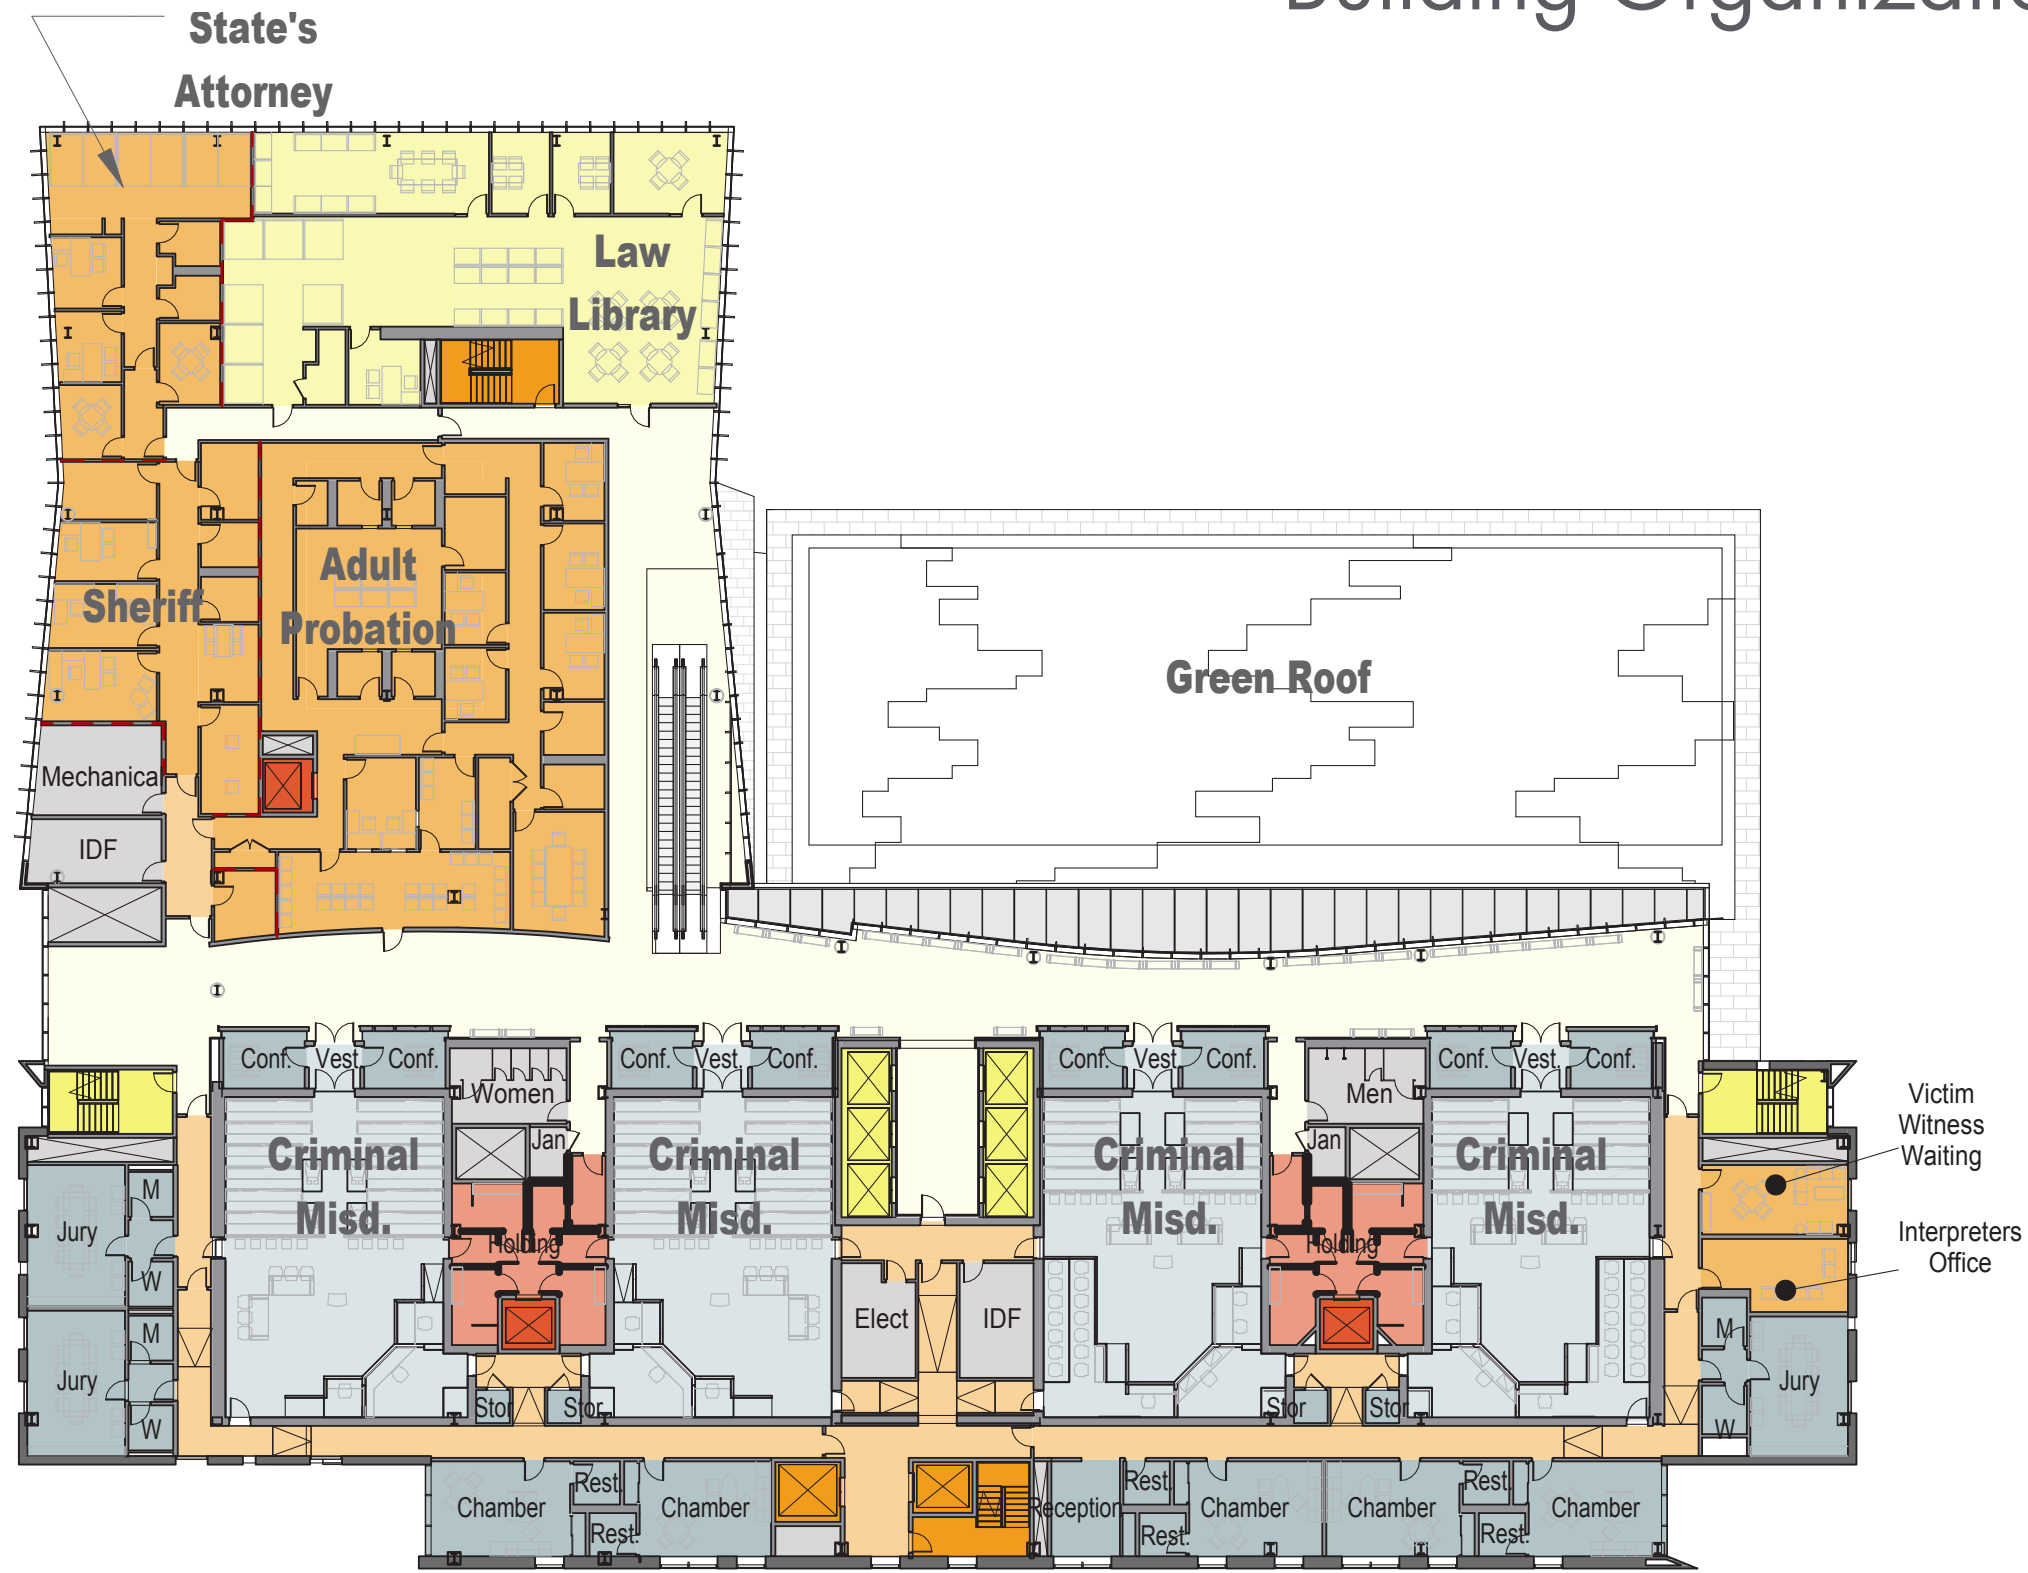 Building Organization
State's
Attorney
Law
Library
Adult
Probation
Sheriff
Green Roof
Mechanical
IDF
Conf.
Vest.
Conf.
Conf.
Vest.
Conf.
Conf.
Vest.
Conf.
Conf.
Vest.
Conf.
Women
Men
Jan
Jan
Criminal
Misd.
Criminal
Misd.
Criminal
Misd.
Criminal
Misd.
Victim
Witness
Waiting
Interpreters
Office
Holding
Holding
Jury
M
W
Jury
M
W
Elect
IDF
M
W
Jury
Stor
Stor
Stor
Stor
Chamber
Rest.
Rest.
Chamber
Reception
Rest.
Rest.
Chamber
Chamber
Rest.
Rest.
Chamber